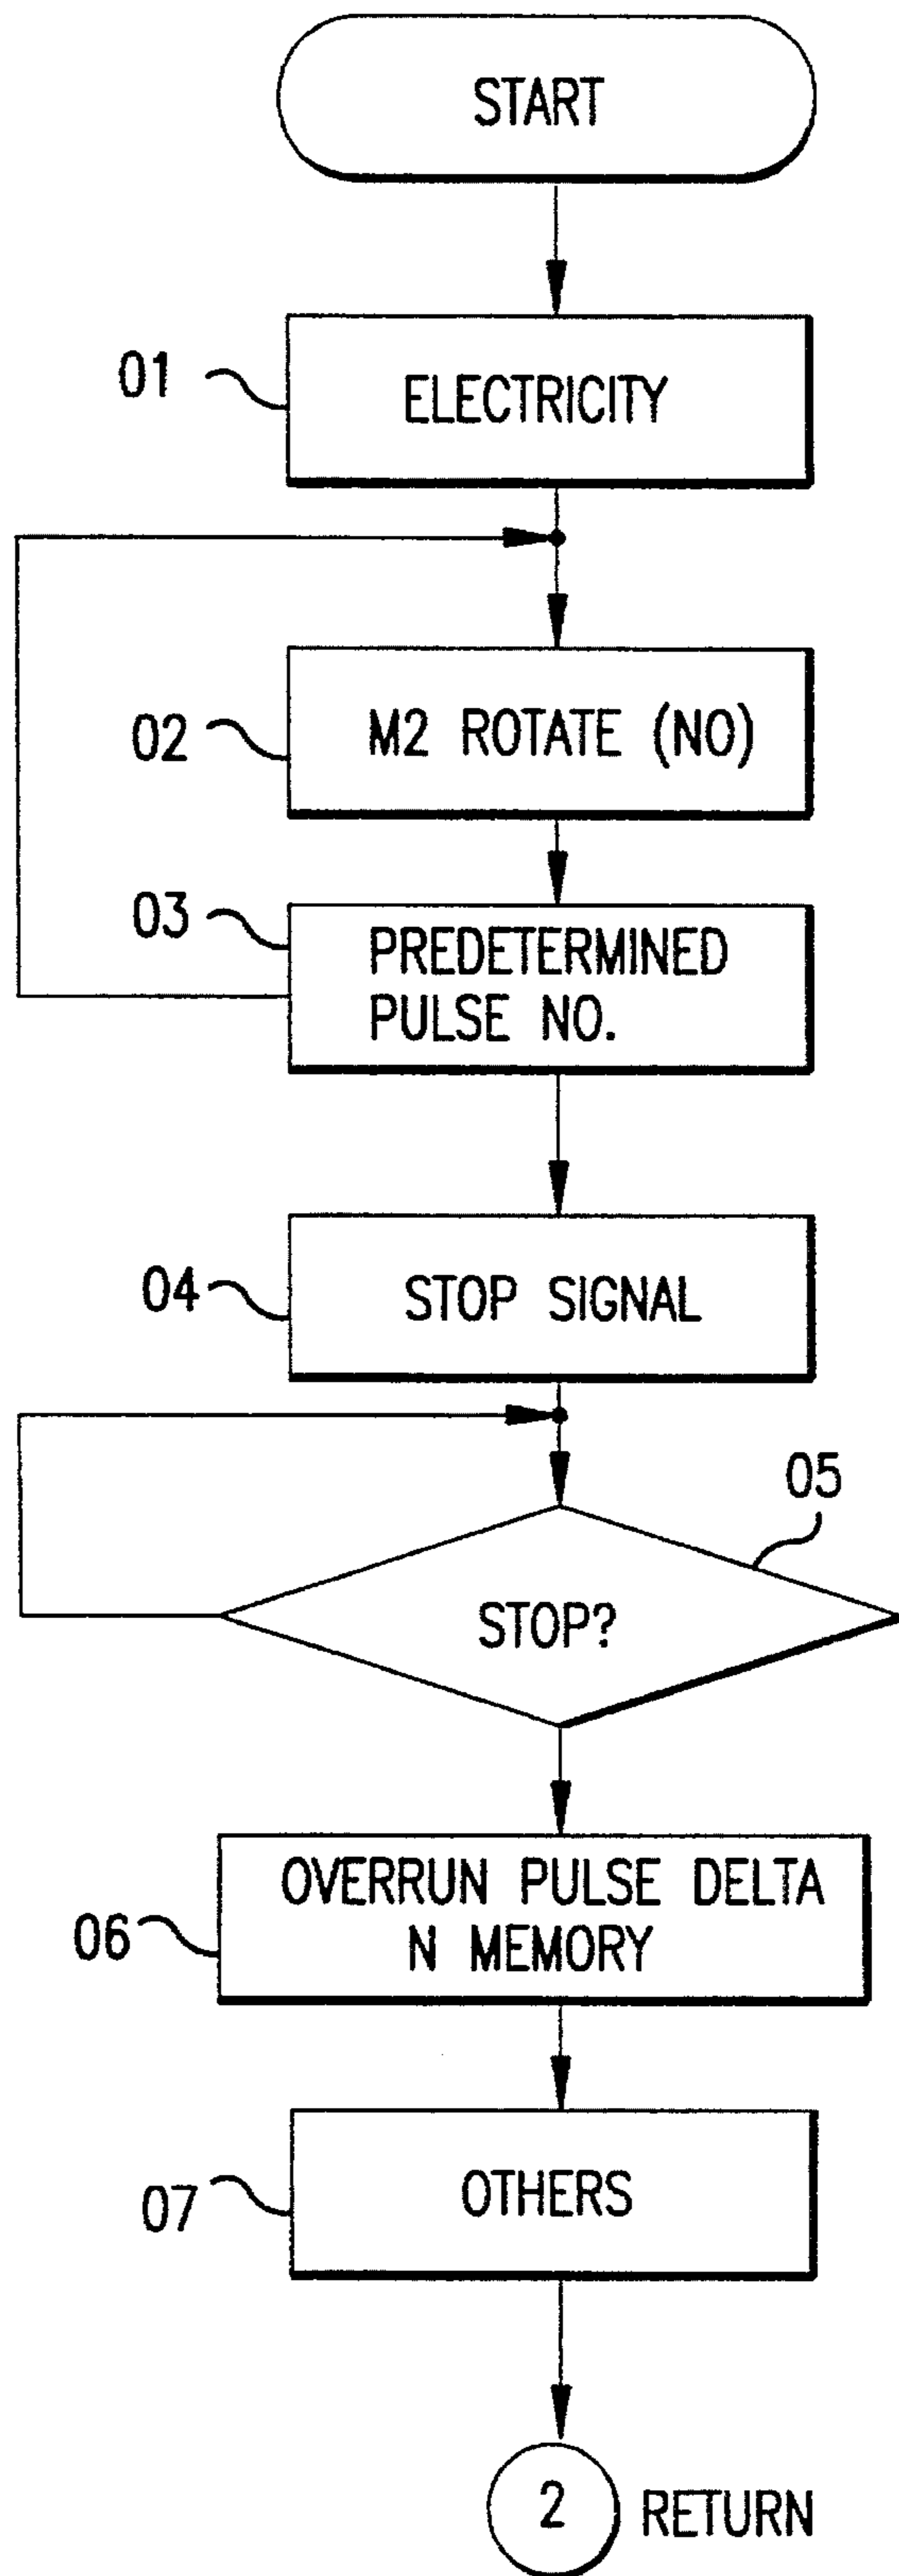 START
01
ELECTRICITY
02
M2 ROTATE (NO)
03
PREDETERMINED
PULSE NO.
04
STOP SIGNAL
05
STOP?
OVERRUN PULSE DELTA
N MEMORY
06
OTHERS
07
2 RETURN